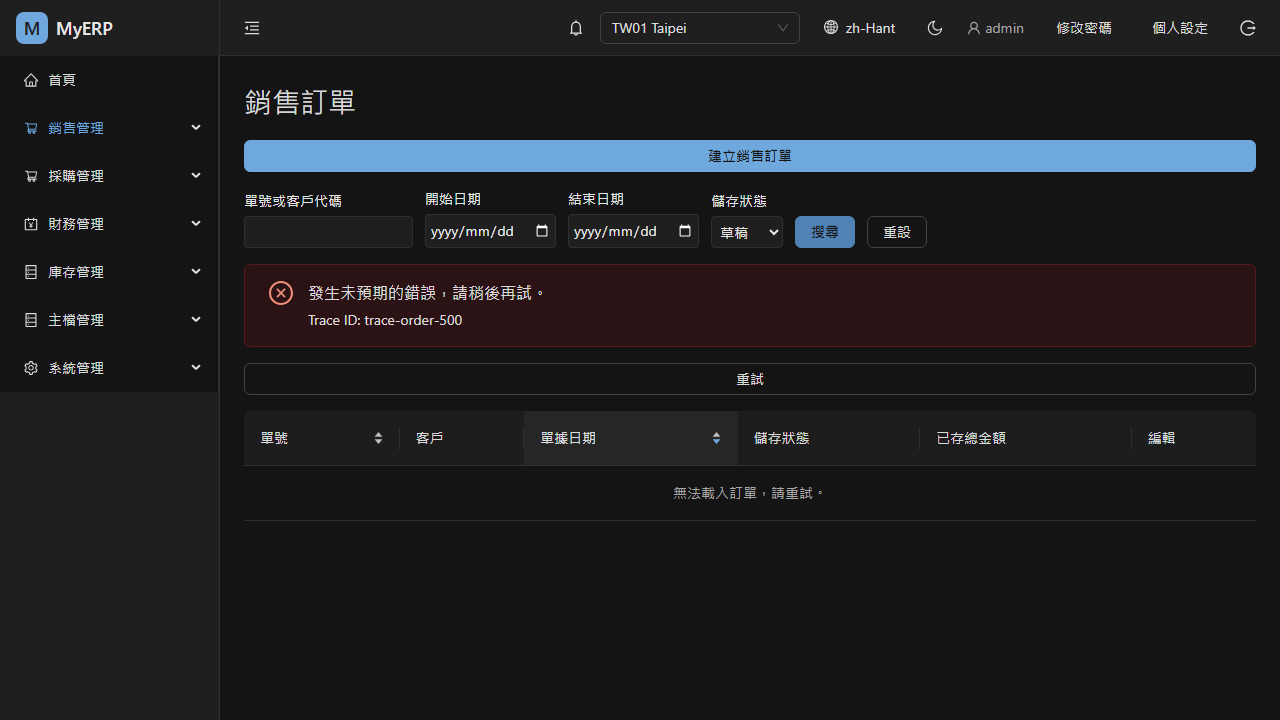 M MyERP
TW01 Taipei
zh-Hant
admin
修改密碼
個人設定
首頁
銷售管理
採購管理
財務管理
庫存管理
主檔管理
系統管理
銷售訂單
建立銷售訂單
單號或客戶代碼
開始日期
yyyy/mm/dd
結束日期
yyyy/mm/dd
儲存狀態
草稿
搜尋
重設
發生未預期的錯誤，請稍後再試。
Trace ID: trace-order-500
重試
單號 客戶 單據日期 儲存狀態 已存總金額 編輯
無法載入訂單，請重試。